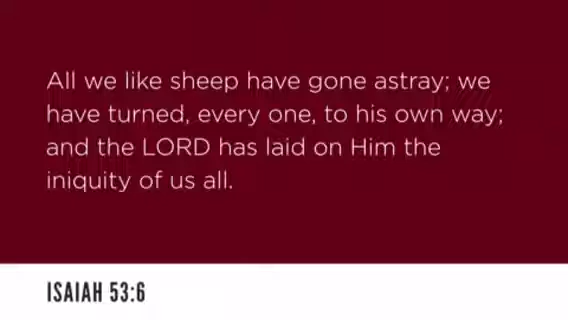 All we like sheep have gone astray; we
have turned, every one, to his own way;
and the LORD has laid on Him the
iniquity of us all.
ISAIAH 53:6